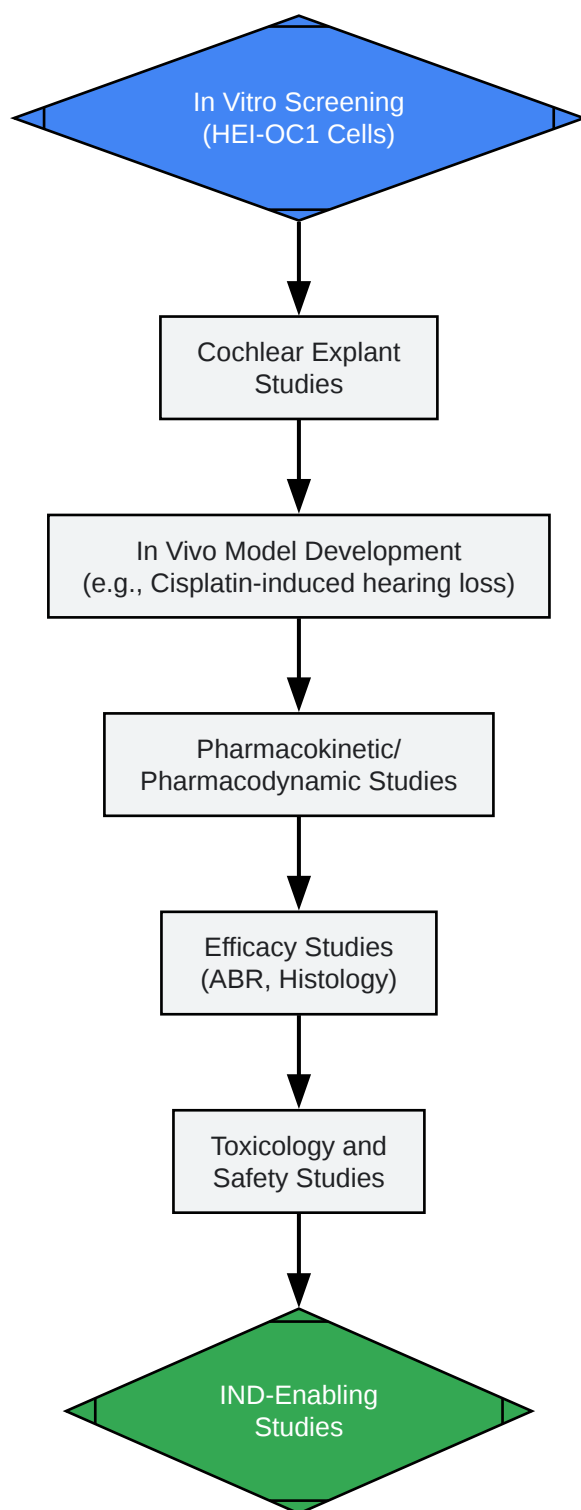 In Vitro Screening
(HEI-OC1 Cells)
Cochlear Explant
Studies
In Vivo Model Development
(e.g., Cisplatin-induced hearing loss)
Pharmacokinetic/
Pharmacodynamic Studies
Efficacy Studies
(ABR, Histology)
Toxicology and
Safety Studies
IND-Enabling
Studies